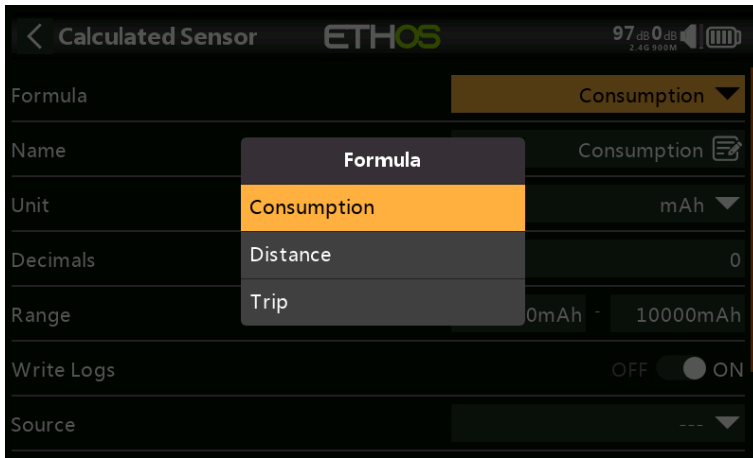 Calculated Sensor ETHOS 97dB 0dB
2.4G 900M
Formula Consumption
Name Consumption
Formula
Unit mAh
Consumption
Decimals 0
Distance
Range 0mAh - 10000mAh
Trip
Write Logs OFF ON
Source ---